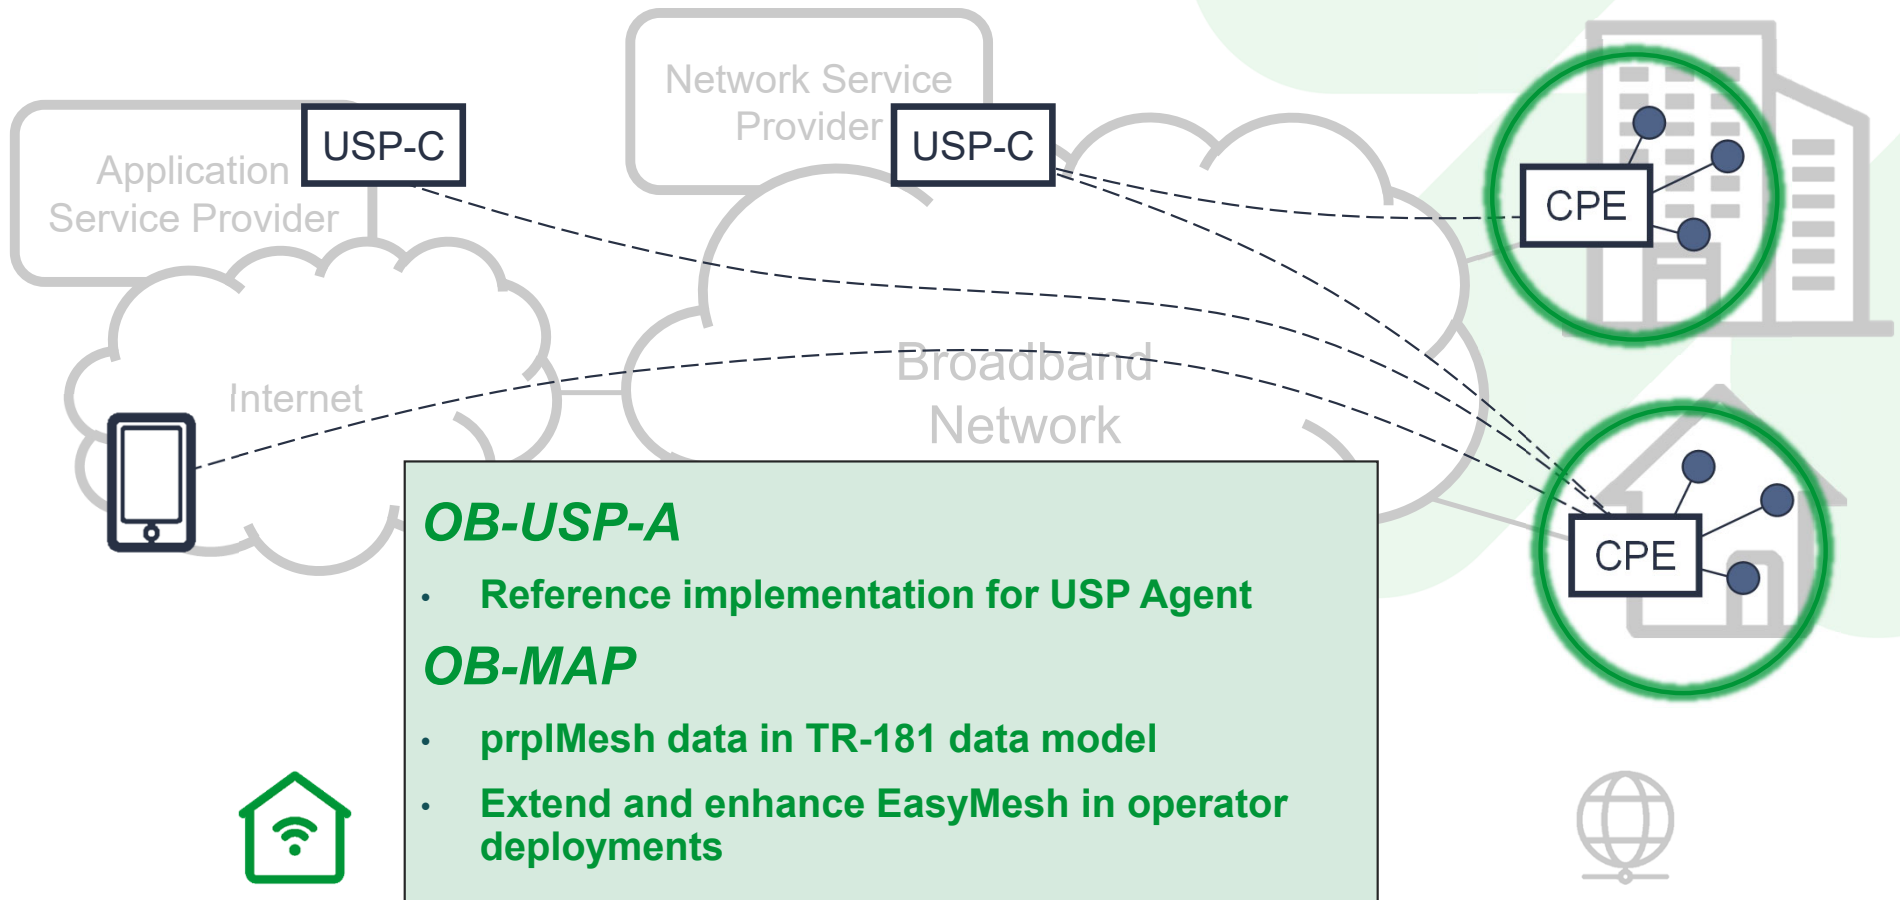 Network Service
Provider
USP-C
USP-C
Application
Service Provider
CPE
Internet
Broadband
Network
OB-USP-A
• Reference implementation for USP Agent
OB-MAP
• prplMesh data in TR-181 data model
• Extend and enhance EasyMesh in operator
deployments
CPE